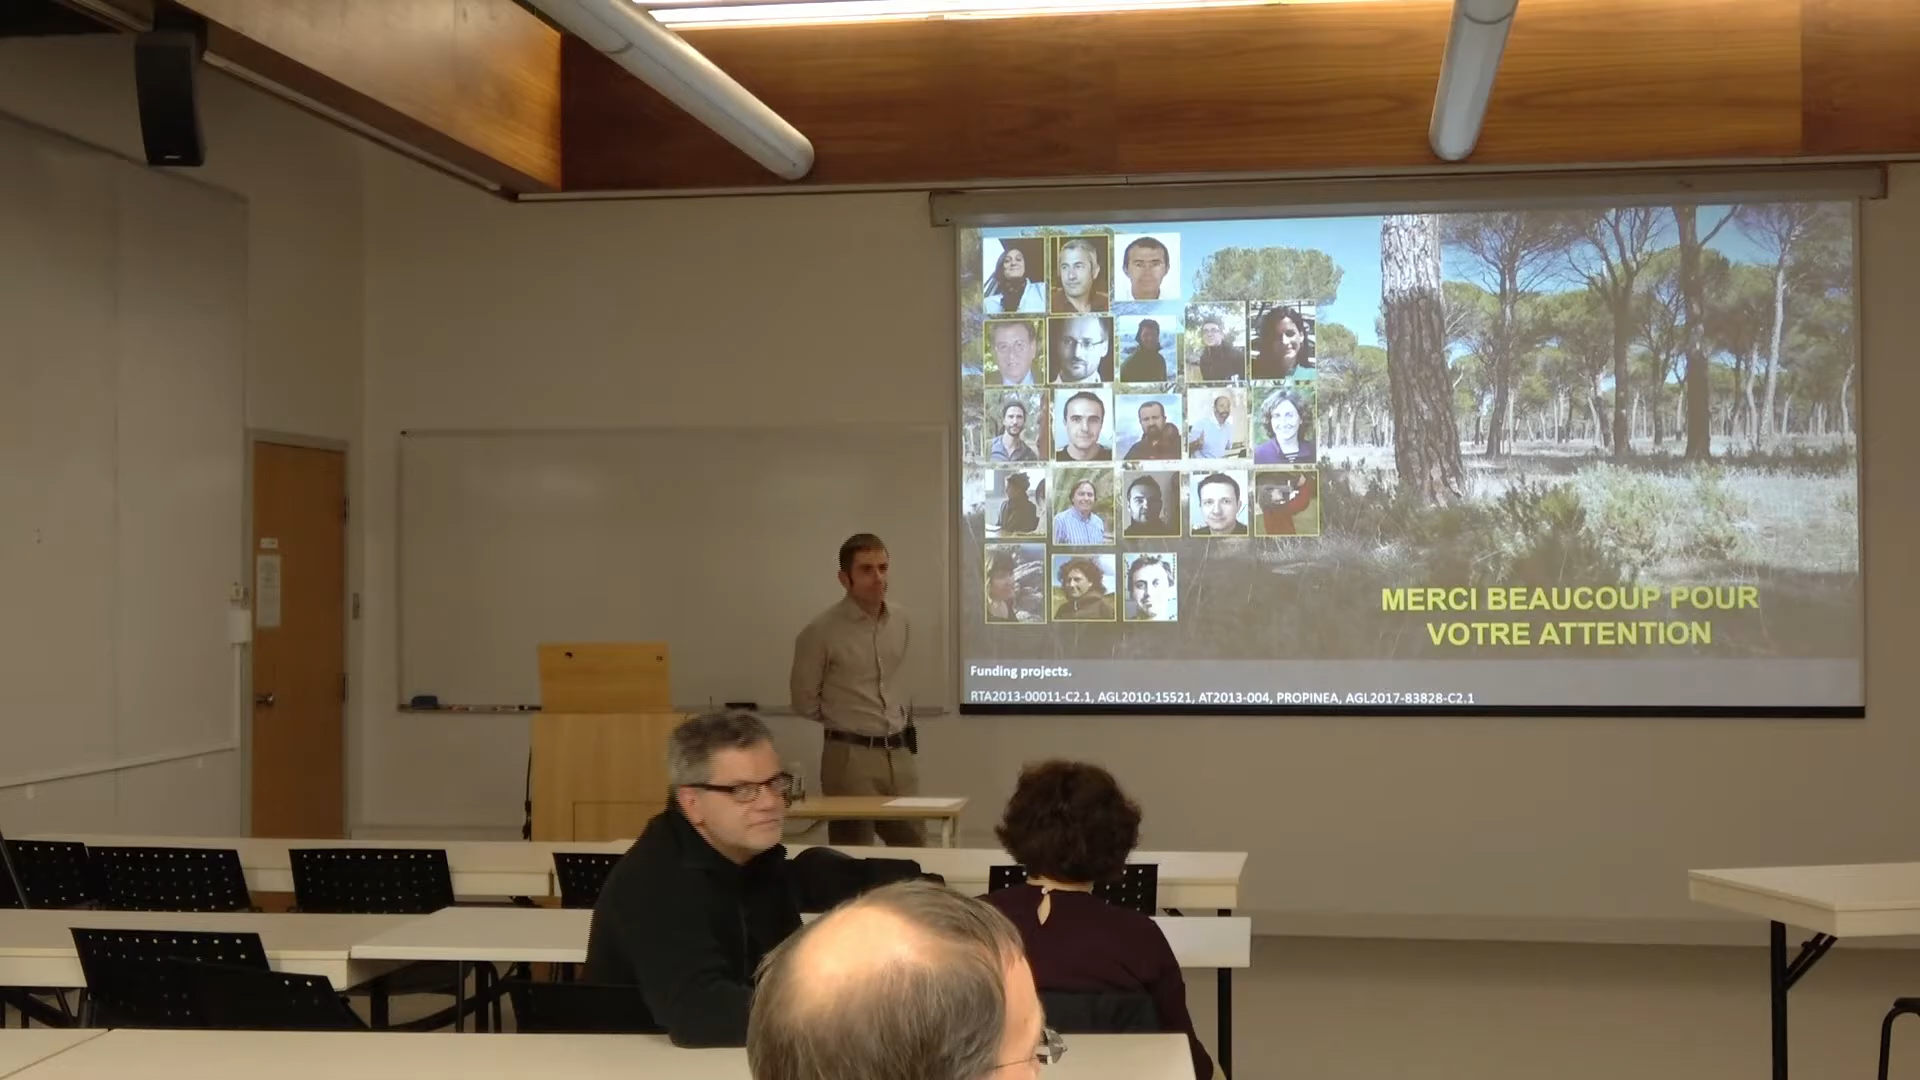 MERCI BEAUCOUP POUR
VOTRE ATTENTION
Funding projects.
RTA2013-00011-C2.1, AGL2010-15521, AT2013-004, PROPINEA, AGL2017-83828-C2.1